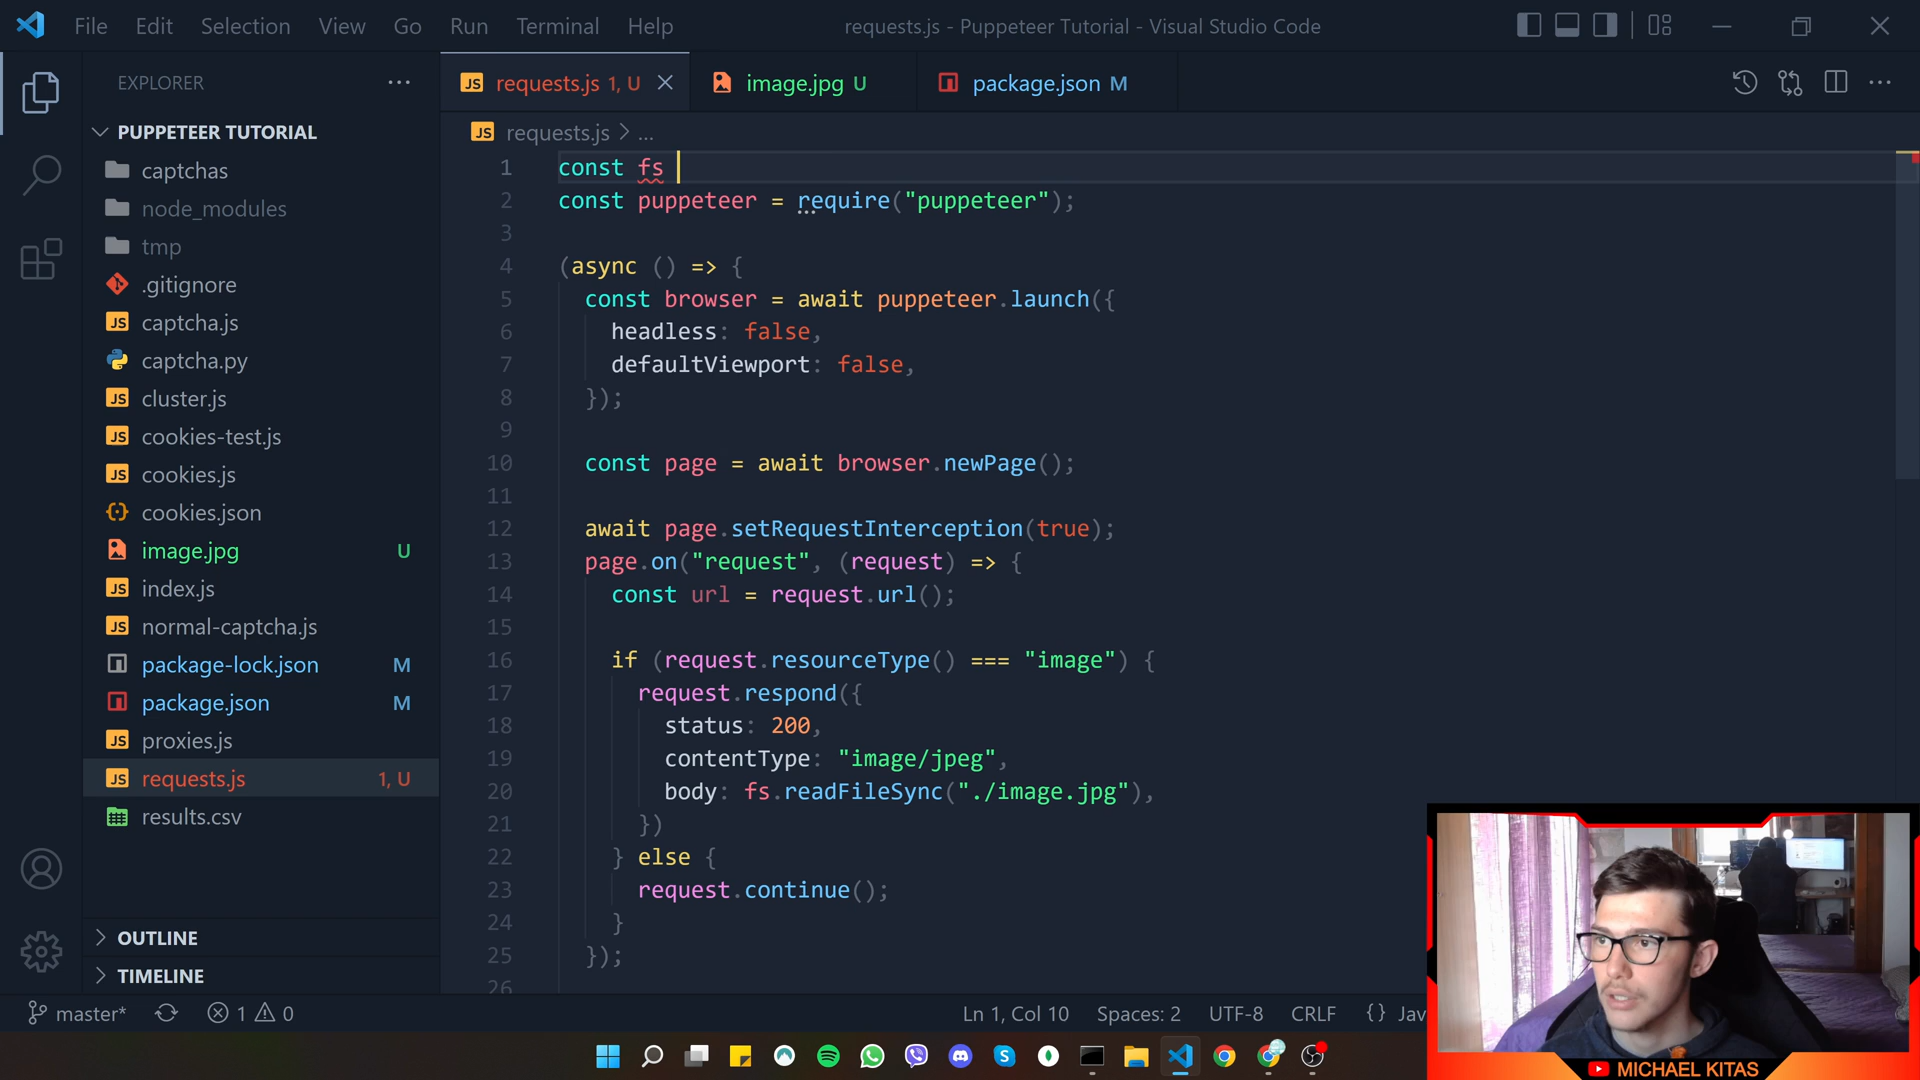 File Edit Selection View Go Run Terminal Help
requests.js - Puppeteer Tutorial - Visual Studio Code
EXPLORER
PUPPETEER TUTORIAL
captchas
node_modules
tmp
.gitignore
captcha.js
captcha.py
cluster.js
cookies-test.js
cookies.js
cookies.json
image.jpg U
index.js
normal-captcha.js
package-lock.json M
package.json M
proxies.js
requests.js 1, U
results.csv
OUTLINE
TIMELINE
requests.js 1, U
image.jpg U
package.json M
requests.js > ...
1 const fs
2 const puppeteer = require("puppeteer");
3
4 (async () => {
5 const browser = await puppeteer.launch({
6 headless: false,
7 defaultViewport: false,
8 });
9
10 const page = await browser.newPage();
11
12 await page.setRequestInterception(true);
13 page.on("request", (request) => {
14 const url = request.url();
15
16 if (request.resourceType() === "image") {
17 request.respond({
18 status: 200,
19 contentType: "image/jpeg",
20 body: fs.readFileSync("./image.jpg"),
21 })
22 } else {
23 request.continue();
24 }
25 });
26
master* 1 0
Ln 1, Col 10 Spaces: 2 UTF-8 CRLF {} Jav
MICHAEL KITAS